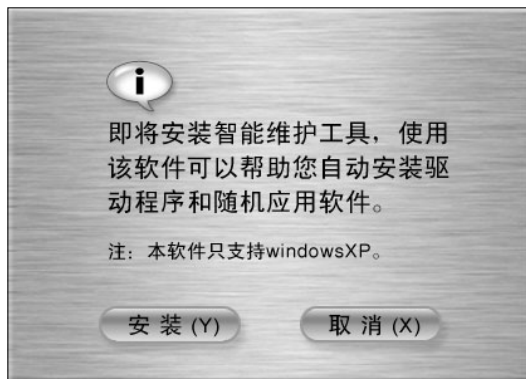 即将安装智能维护工具，使用
该软件可以帮助您自动安装驱
动程序和随机应用软件。
注：本软件只支持windowsXP。
安 装 (Y)
取 消 (X)